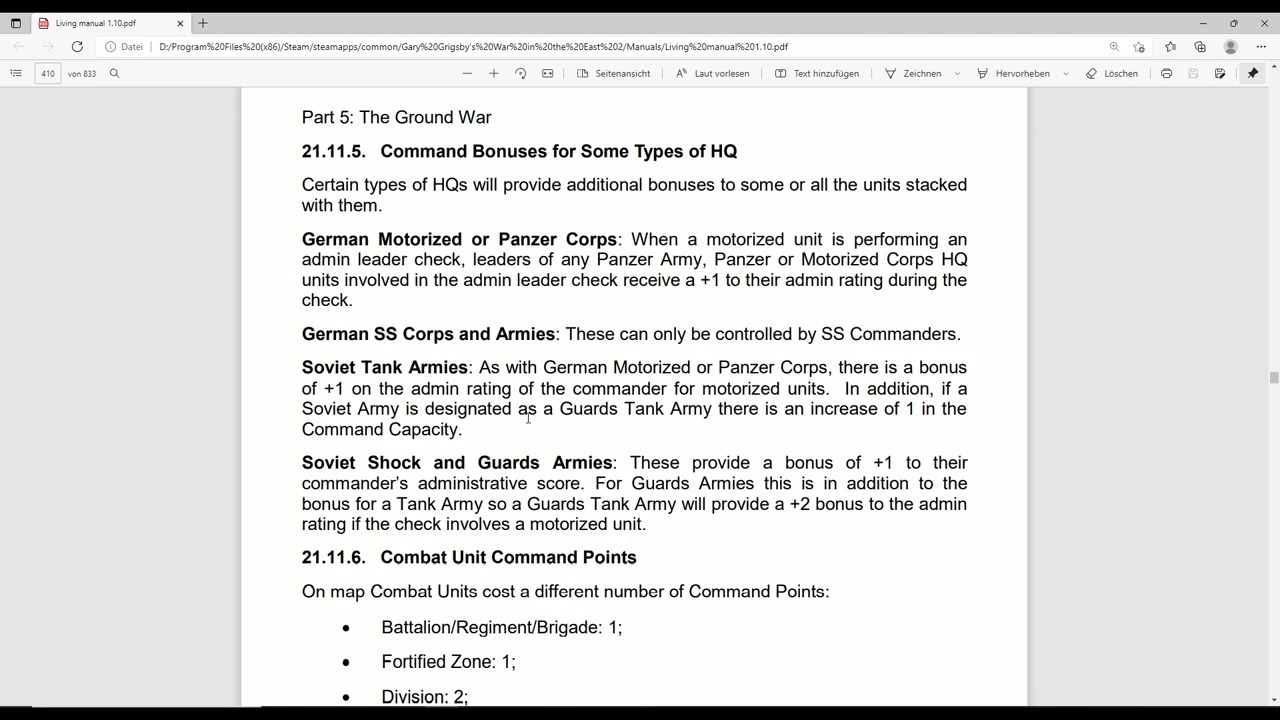 Living manual 1.10.pdf
Datei D:/Program%20Files%20(x86)/Steam/steamapps/common/Gary%20Grigsby's%20War%20in%20the%20East%202/Manuals/Living%20manual%201.10.pdf
410 von 833 Seitenansicht Laut vorlesen Text hinzufügen Zeichnen Hervorheben Löschen
Part 5: The Ground War
21.11.5. Command Bonuses for Some Types of HQ
Certain types of HQs will provide additional bonuses to some or all the units stacked
with them.
German Motorized or Panzer Corps: When a motorized unit is performing an
admin leader check, leaders of any Panzer Army, Panzer or Motorized Corps HQ
units involved in the admin leader check receive a +1 to their admin rating during the
check.
German SS Corps and Armies: These can only be controlled by SS Commanders.
Soviet Tank Armies: As with German Motorized or Panzer Corps, there is a bonus
of +1 on the admin rating of the commander for motorized units. In addition, if a
Soviet Army is designated as a Guards Tank Army there is an increase of 1 in the
Command Capacity.
Soviet Shock and Guards Armies: These provide a bonus of +1 to their
commander's administrative score. For Guards Armies this is in addition to the
bonus for a Tank Army so a Guards Tank Army will provide a +2 bonus to the admin
rating if the check involves a motorized unit.
21.11.6. Combat Unit Command Points
On map Combat Units cost a different number of Command Points:
• Battalion/Regiment/Brigade: 1;
• Fortified Zone: 1;
• Division: 2;